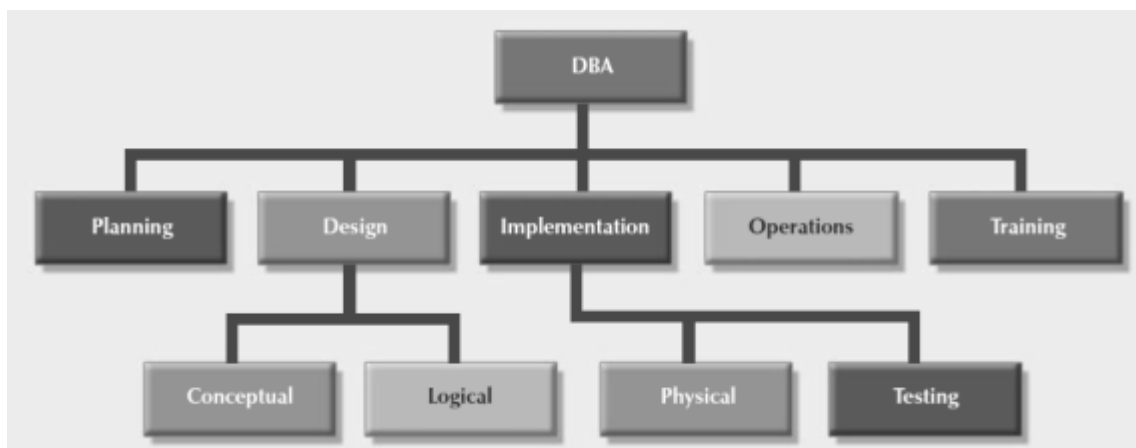 DBA
Planning
Design
Implementation
Operations
Training
Conceptual
Logical
Physical
Testing